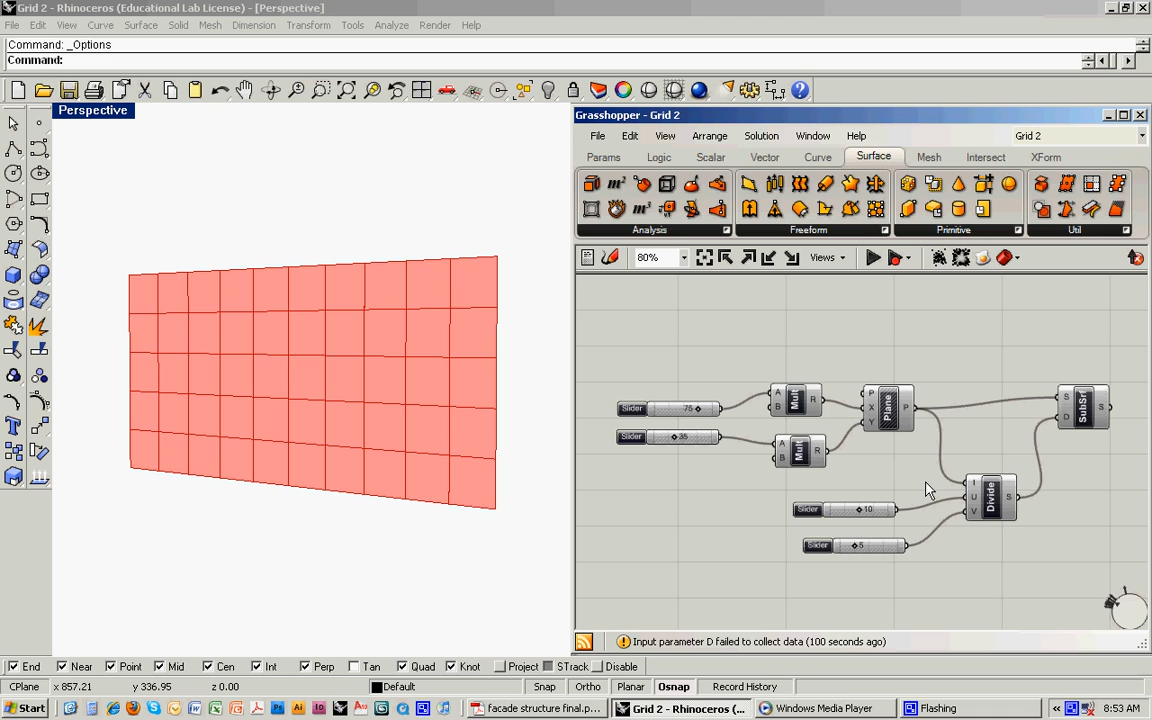 Grid 2 - Rhinoceros (Educational Lab License) - [Perspective]
File Edit View Curve Surface Solid Mesh Dimension Transform Tools Analyze Render Help
Command: _Options
Command:
Perspective
Grasshopper - Grid 2
File Edit View Arrange Solution Window Help Grid 2
Params Logic Scalar Vector Curve Surface Mesh Intersect XForm
Analysis Freeform Primitive Util
80% Views
Slider 75
A B Mult R
P X Y Plane P
S D SubSrf S
Slider 35
A B Mult R
Slider 10
I U V Divide S
Slider 5
Input parameter D failed to collect data (100 seconds ago)
End Near Point Mid Cen Int Perp Tan Quad Knot Project STrack Disable
CPlane x 857.21 y 336.95 z 0.00 Default Snap Ortho Planar Osnap Record History
Start facade structure final.p... Grid 2 - Rhinoceros (... Windows Media Player Flashing 8:53 AM